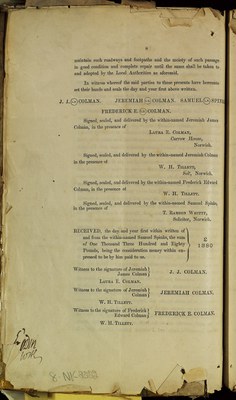 maintain such roadways and footpaths and the moiety of such passage
in good condition and complete repair until the same shall be taken to
and adopted by the Local Authorities as aforesaid.
In witness whereof the said parties to these presents have hereunto
set their hands and seals the day and year first above written.
J. J. COLMAN. JEREMIAH COLMAN. SAMUEL
FREDERICK E. COLMAN.
Signed, sealed, and delivered by the within-named Jeremiah James
Colman, in the presence of
LAURA E. COLMAN,
Carrow House,
Norwich.
Signed, sealed, and delivered by the within-named Jeremiah Colman
in the presence of
W. H. TILLETT,
Solr, Norwich.
Signed, sealed, and delivered by the within-named Frederick Edward
Colman, in the presence of
W. H. TILLETT.
Signed, sealed, and delivered by the within-named Samuel
in the presence of
Solicitor, Norwich.
RECEIVED, the day and year first within written of
and from the within-named Samuel the sum
of One Thousand Three Hundred and Eighty
Pounds, being the consideration money within ex-
pressed to be by him paid to us.
£
1380
Witness to the signature of Jeremiah
James Colman
J. J. COLMAN.
LAURA E. COLMAN.
Witness to the signature of Jeremiah
Colman
JEREMIAH COLMAN.
W. H. TILLETT.
Witness to the signature of Frederick
Edward Colman
FREDERICK E. COLMAN.
W. H. TILLETT.